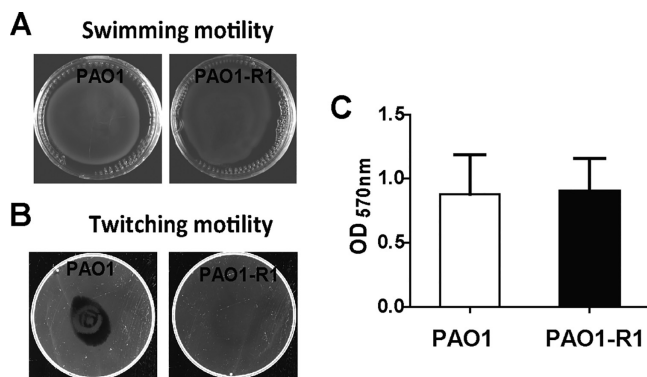 A
Swimming motility
PAO1
PAO1-R1
B
Twitching motility
PAO1
PAO1-R1
C
OD 570nm
1.5
1.0
0.5
0.0
PAO1
PAO1-R1